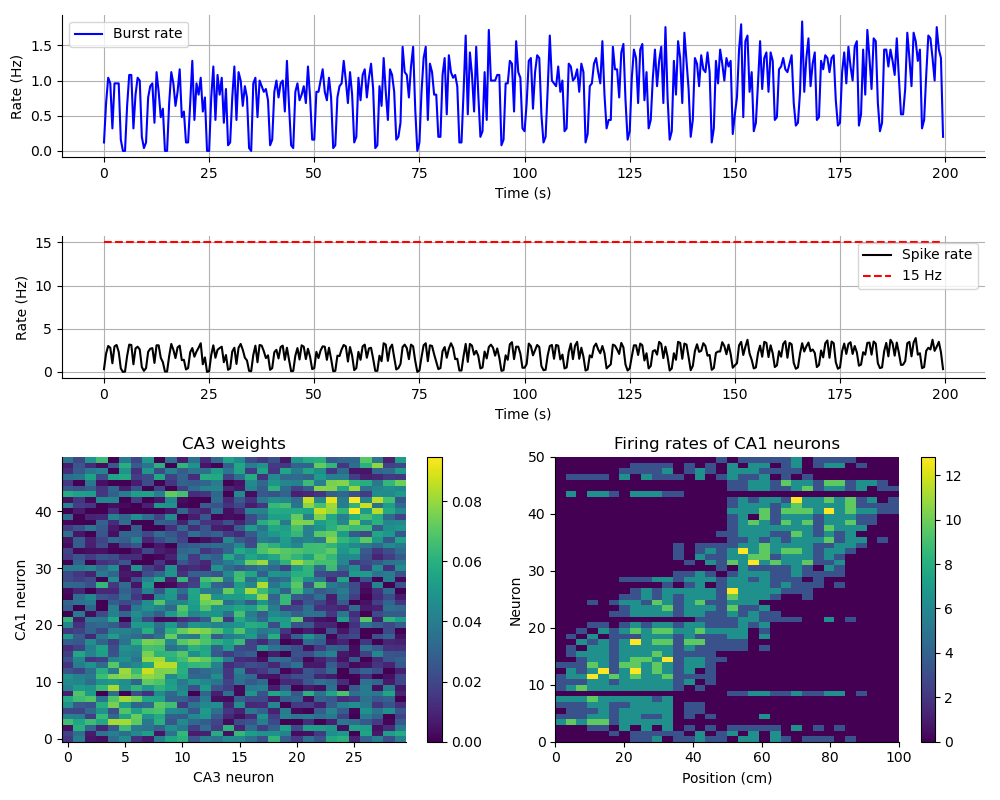 Burst rate
Rate (Hz)
1.5
1.0
0.5
0.0
0 25 50 75 100 125 150 175 200
Time (s)
Spike rate
15 Hz
Rate (Hz)
15
10
5
0
0 25 50 75 100 125 150 175 200
Time (s)
CA3 weights
CA1 neuron
40
30
20
10
0
0 5 10 15 20 25
CA3 neuron
0.08
0.06
0.04
0.02
0.00
Firing rates of CA1 neurons
Neuron
50
40
30
20
10
0
0 20 40 60 80 100
Position (cm)
12
10
8
6
4
2
0